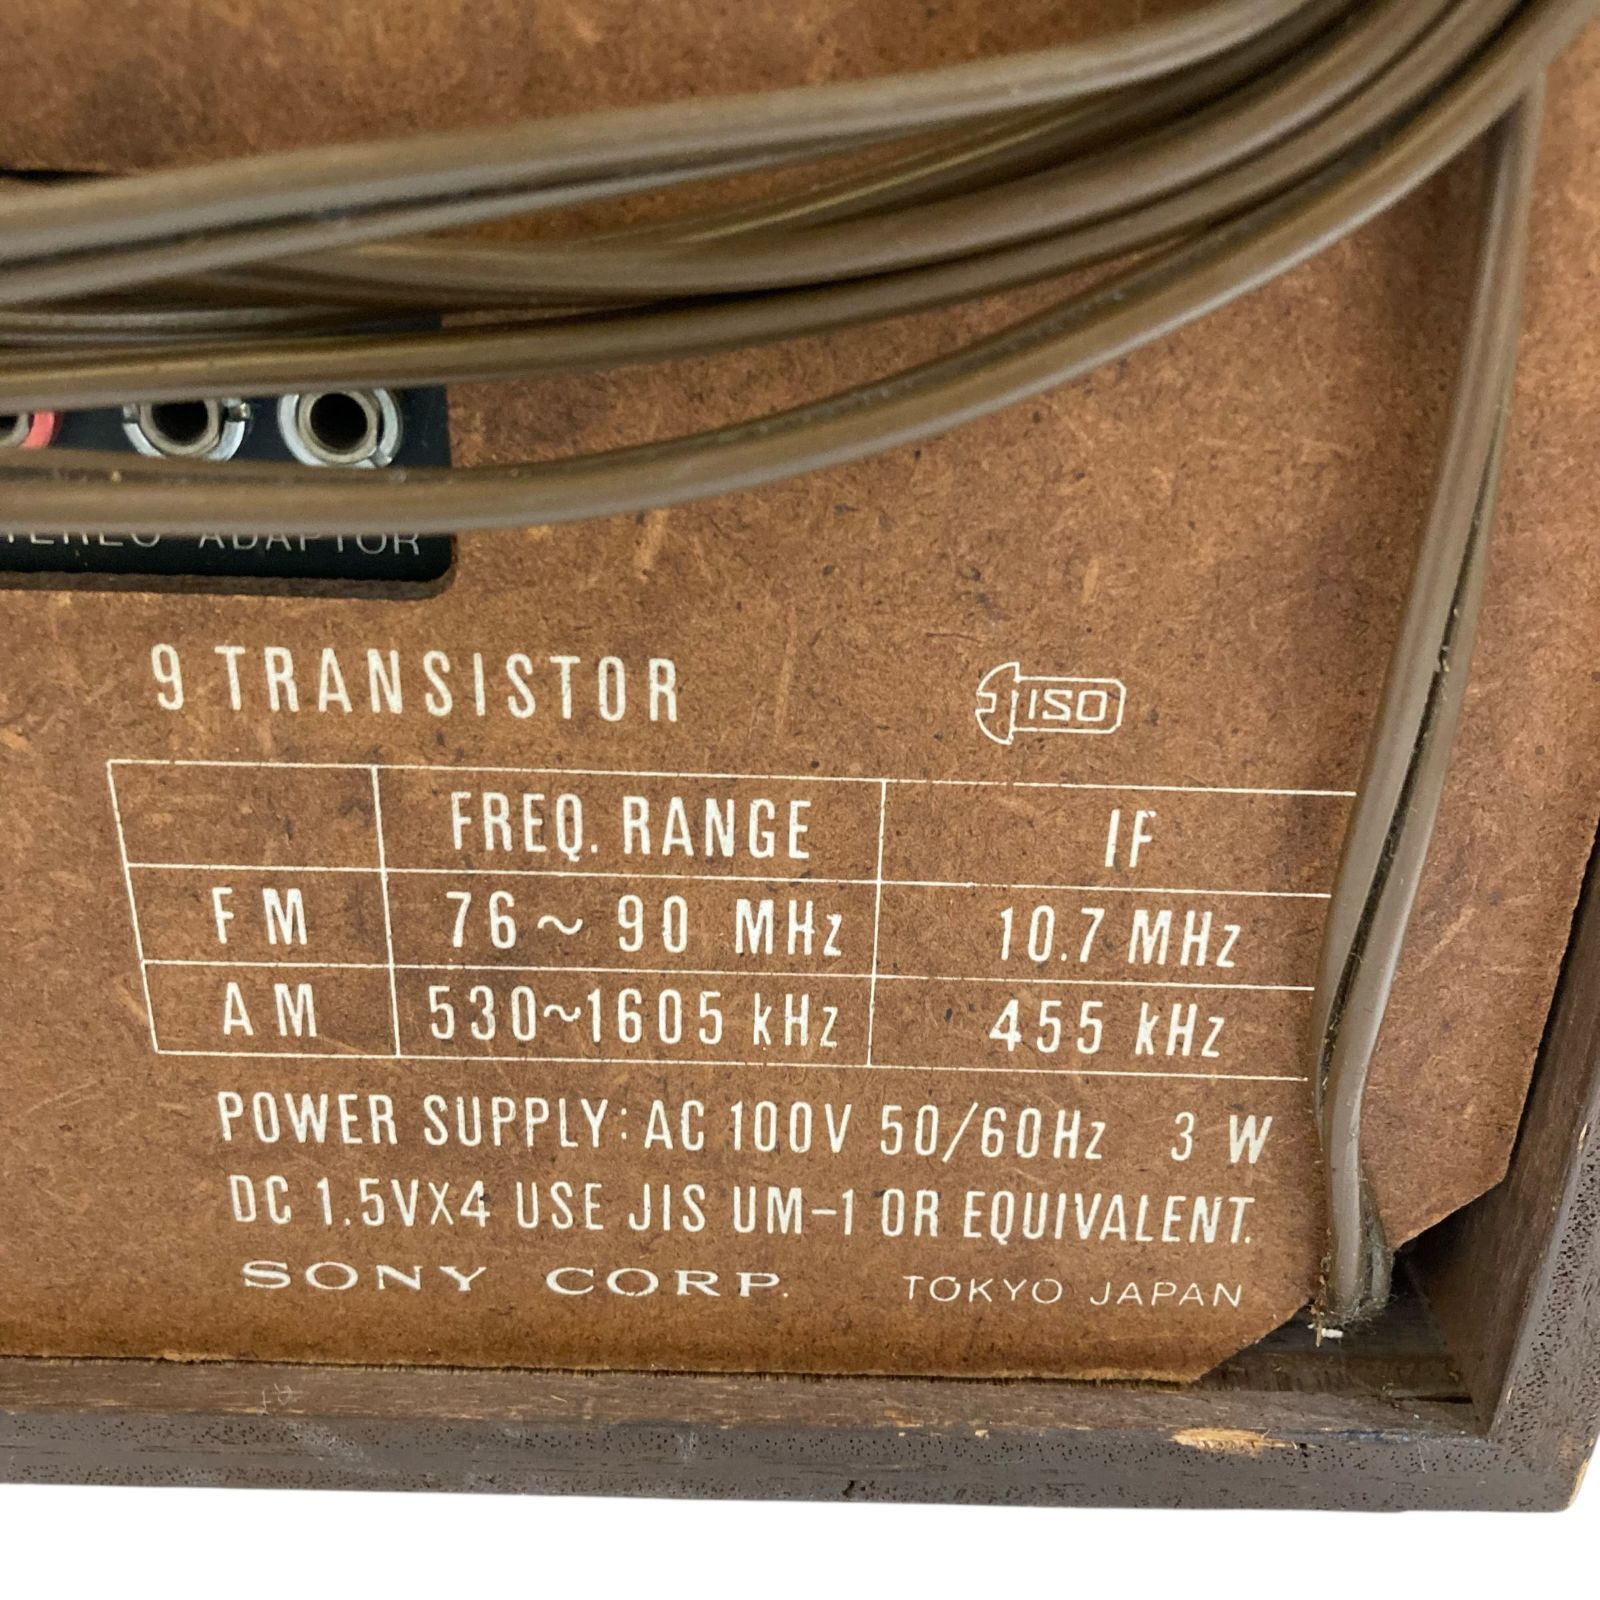 STEREO ADAPTOR
9 TRANSISTOR
ISO
FREQ. RANGE IF
FM 76~90 MHz 10.7 MHz
AM 530~1605 kHz 455 kHz
POWER SUPPLY: AC 100V 50/60Hz 3 W
DC 1.5VX4 USE JIS UM-1 OR EQUIVALENT.
SONY CORP. TOKYO JAPAN